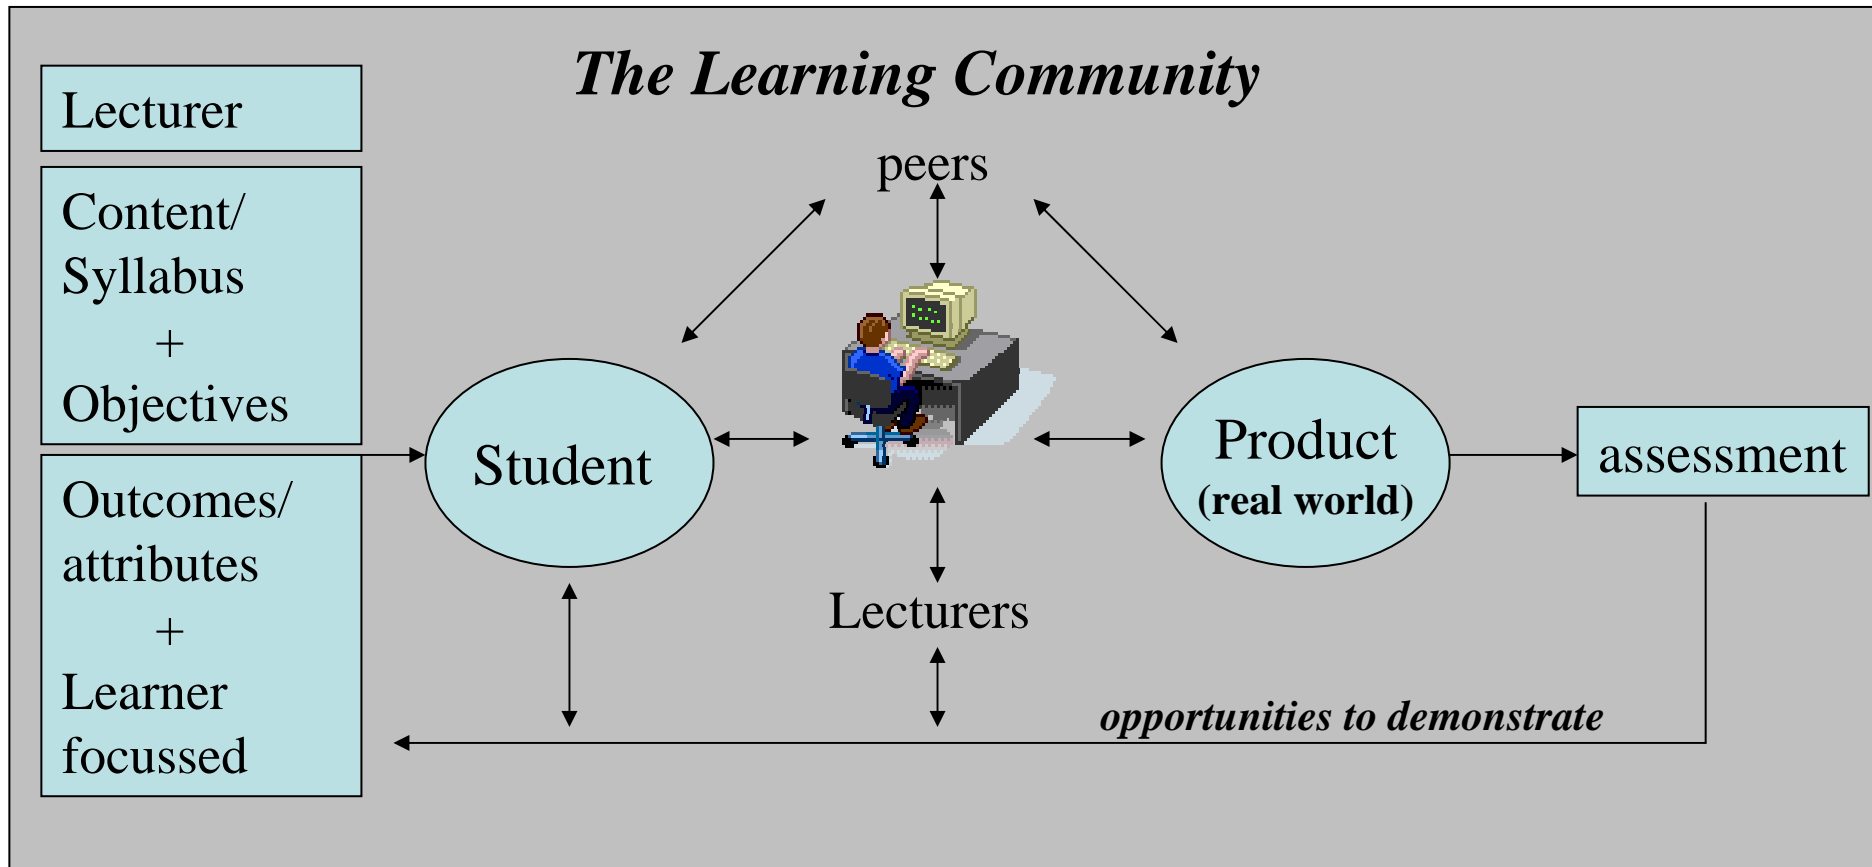 The Learning Community
Lecturer
Content/
Syllabus
+
Objectives
Outcomes/
attributes
+
Learner
focussed
peers
Student
Lecturers
Product
(real world)
assessment
opportunities to demonstrate